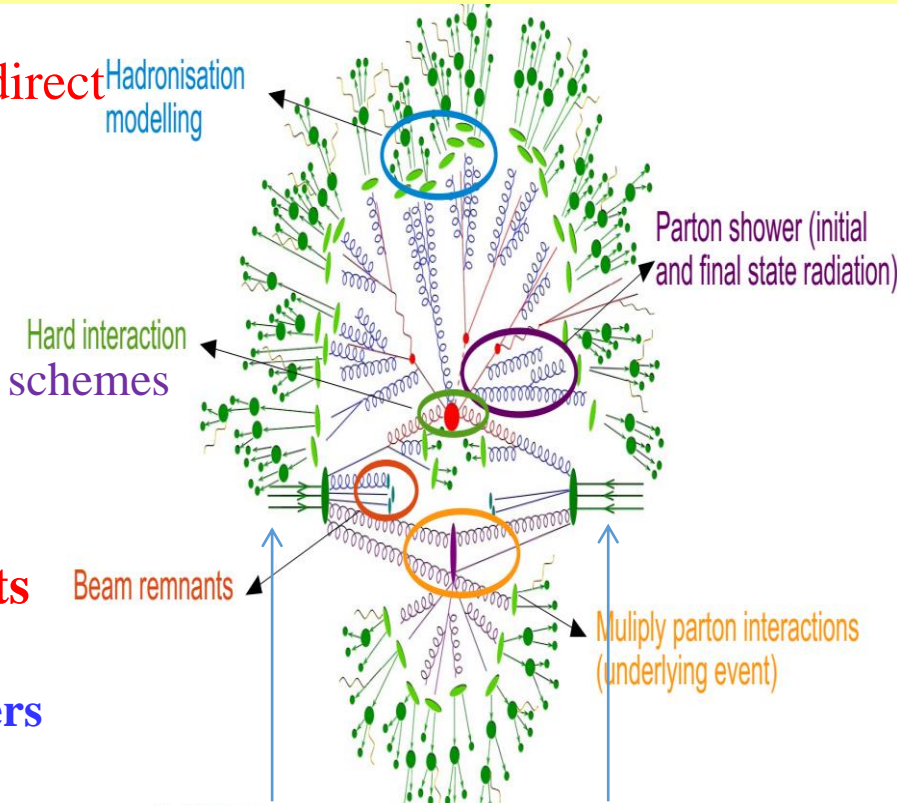 direct
Hadronisation
modelling
Parton shower (initial
and final state radiation)
Hard interaction
schemes
ts
Beam remnants
Muliply parton interactions
(underlying event)
ers